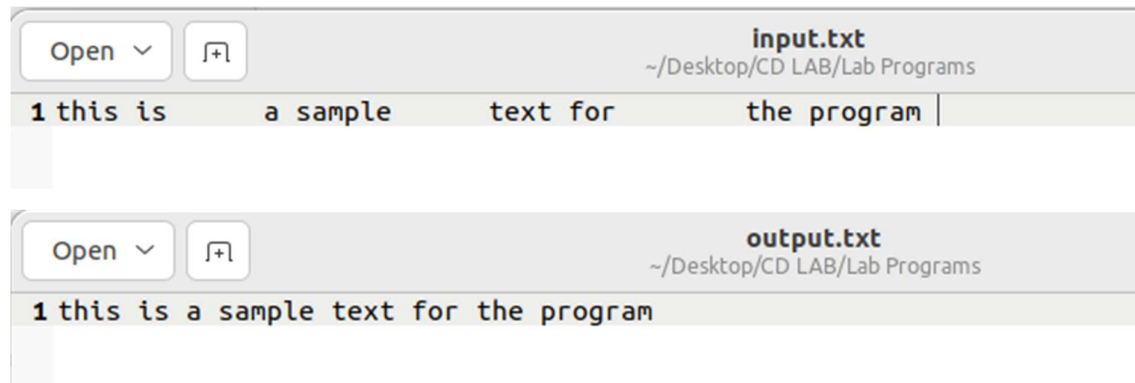 Open
input.txt
~/Desktop/CD LAB/Lab Programs
1 this is      a sample      text for        the program
Open
output.txt
~/Desktop/CD LAB/Lab Programs
1 this is a sample text for the program